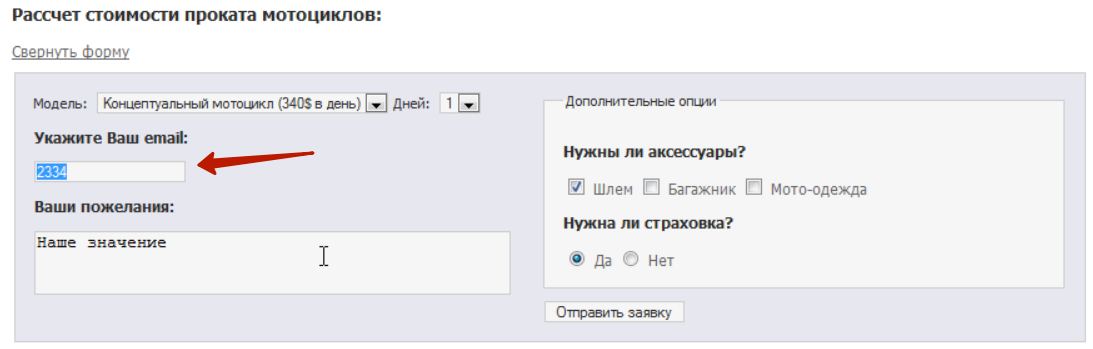 Рассчет стоимости проката мотоциклов:
Свернуть форму
Модель: Концептуальный мотоцикл (340$ в день) Дней: 1
Укажите Ваш email:
2334
Ваши пожелания:
Наше значение
Дополнительные опции
Нужны ли аксессуары?
Шлем Багажник Мото-одежда
Нужна ли страховка?
Да Нет
Отправить заявку